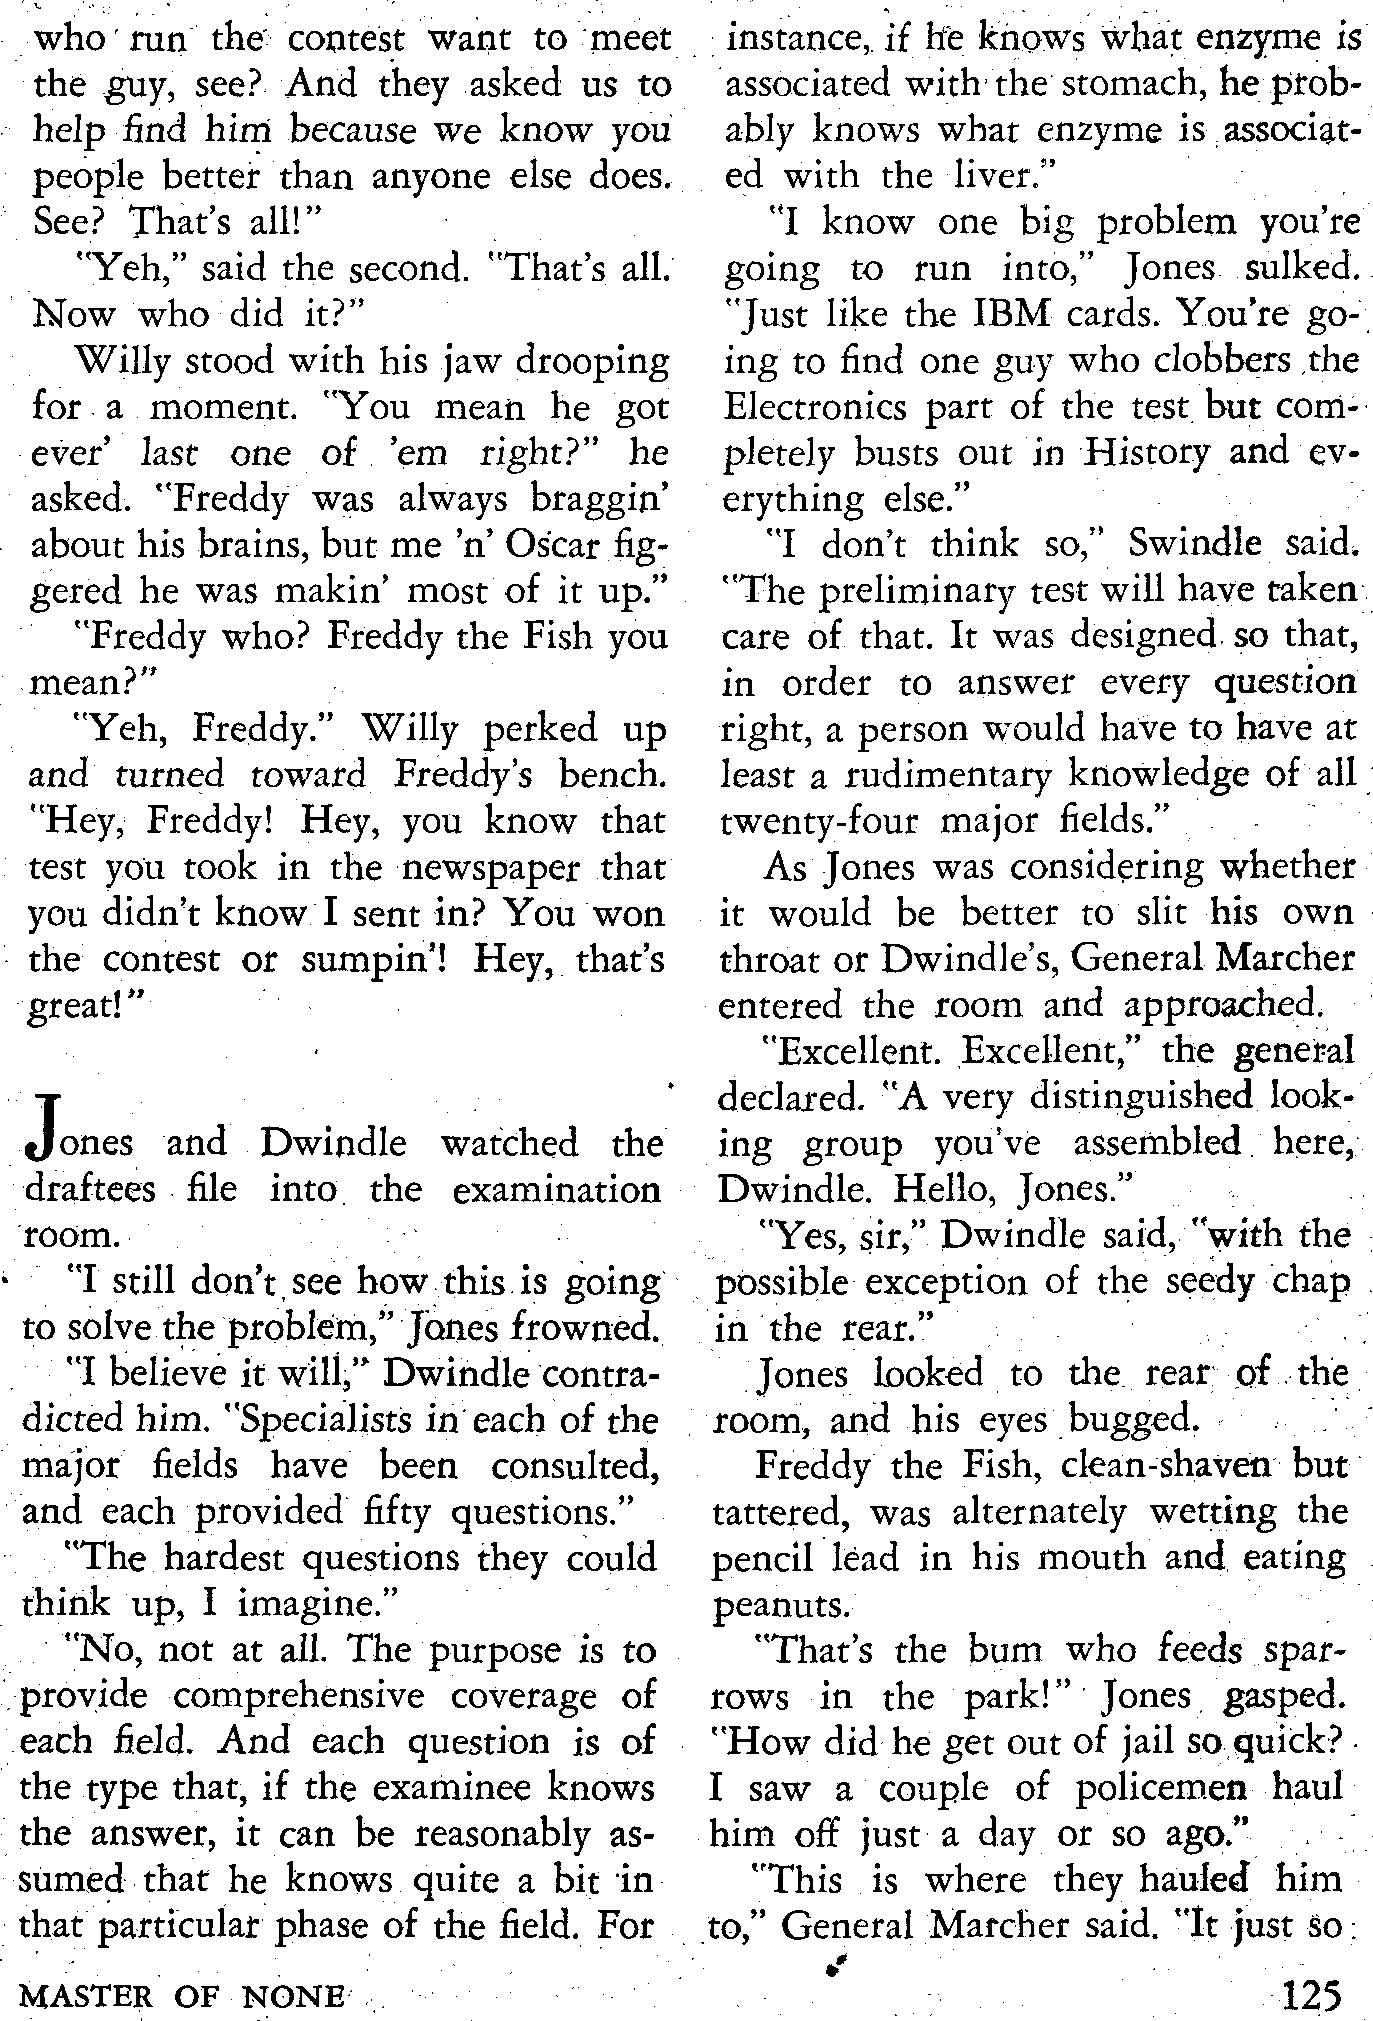 who run the contest want to meet
the guy, see? And they asked us to
help find him because we know you
people better than anyone else does.
See? That's all!"
"Yeh," said the second. "That's all.
Now who did it?"
Willy stood with his jaw drooping
for a moment. "You mean he got
ever' last one of 'em right?" he
asked. "Freddy was always braggin'
about his brains, but me 'n' Oscar fig-
gered he was makin' most of it up."
"Freddy who? Freddy the Fish you
mean?"
"Yeh, Freddy." Willy perked up
and turned toward Freddy's bench.
"Hey, Freddy! Hey, you know that
test you took in the newspaper that
you didn't know I sent in? You won
the contest or sumpin'! Hey, that's
great!"
Jones and Dwindle watched the
draftees file into the examination
room.
"I still don't see how this is going
to solve the problem," Jones frowned.
"I believe it will," Dwindle contra-
dicted him. "Specialists in each of the
major fields have been consulted,
and each provided fifty questions."
"The hardest questions they could
think up, I imagine."
"No, not at all. The purpose is to
provide comprehensive coverage of
each field. And each question is of
the type that, if the examinee knows
the answer, it can be reasonably as-
sumed that he knows quite a bit in
that particular phase of the field. For
instance, if he knows what enzyme is
associated with the stomach, he prob-
ably knows what enzyme is associat-
ed with the liver."
"I know one big problem you're
going to run into," Jones sulked.
"Just like the IBM cards. You're go-
ing to find one guy who clobbers the
Electronics part of the test but com-
pletely busts out in History and ev-
erything else."
"I don't think so," Swindle said.
"The preliminary test will have taken
care of that. It was designed so that,
in order to answer every question
right, a person would have to have at
least a rudimentary knowledge of all
twenty-four major fields."
As Jones was considering whether
it would be better to slit his own
throat or Dwindle's, General Marcher
entered the room and approached.
"Excellent. Excellent," the general
declared. "A very distinguished look-
ing group you've assembled here,
Dwindle. Hello, Jones."
"Yes, sir," Dwindle said, "with the
possible exception of the seedy chap
in the rear."
Jones looked to the rear of the
room, and his eyes bugged.
Freddy the Fish, clean-shaven but
tattered, was alternately wetting the
pencil lead in his mouth and eating
peanuts.
"That's the bum who feeds spar-
rows in the park!" Jones gasped.
"How did he get out of jail so quick?
I saw a couple of policemen haul
him off just a day or so ago."
"This is where they hauled him
to," General Marcher said. "It just so
MASTER OF NONE
125